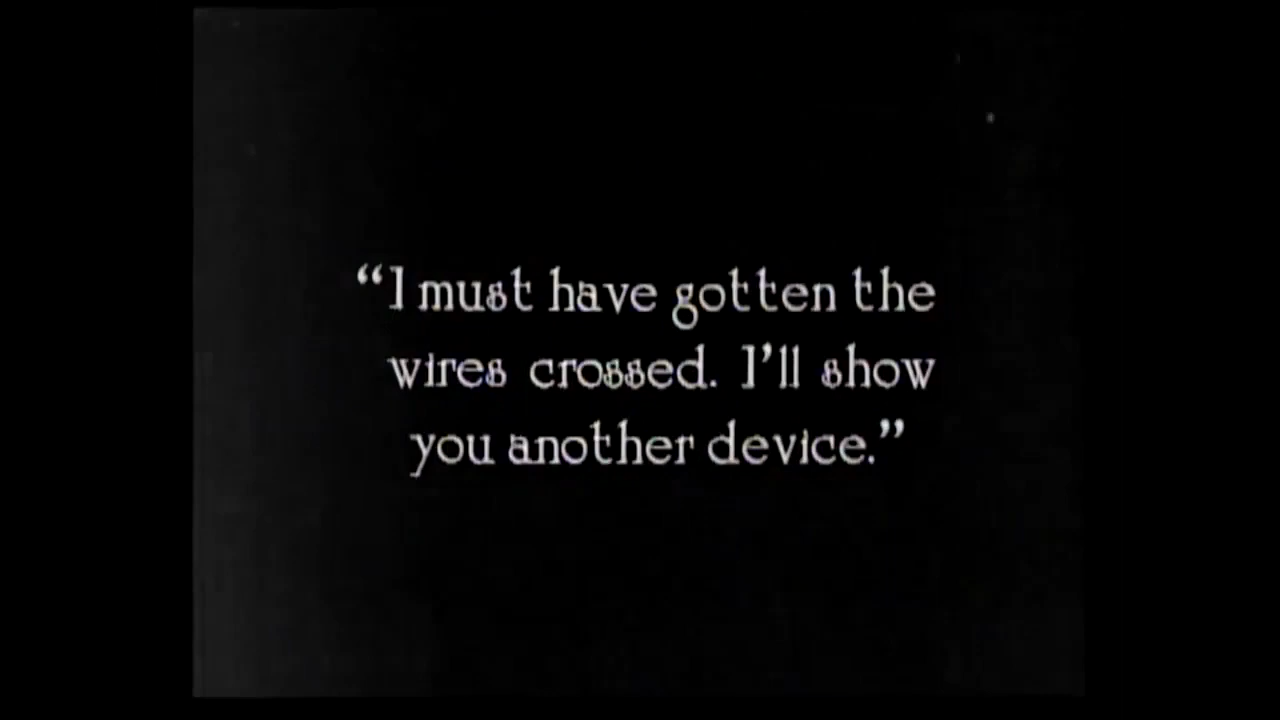 “I must have gotten the
wires crossed. I’ll show
you another device.”